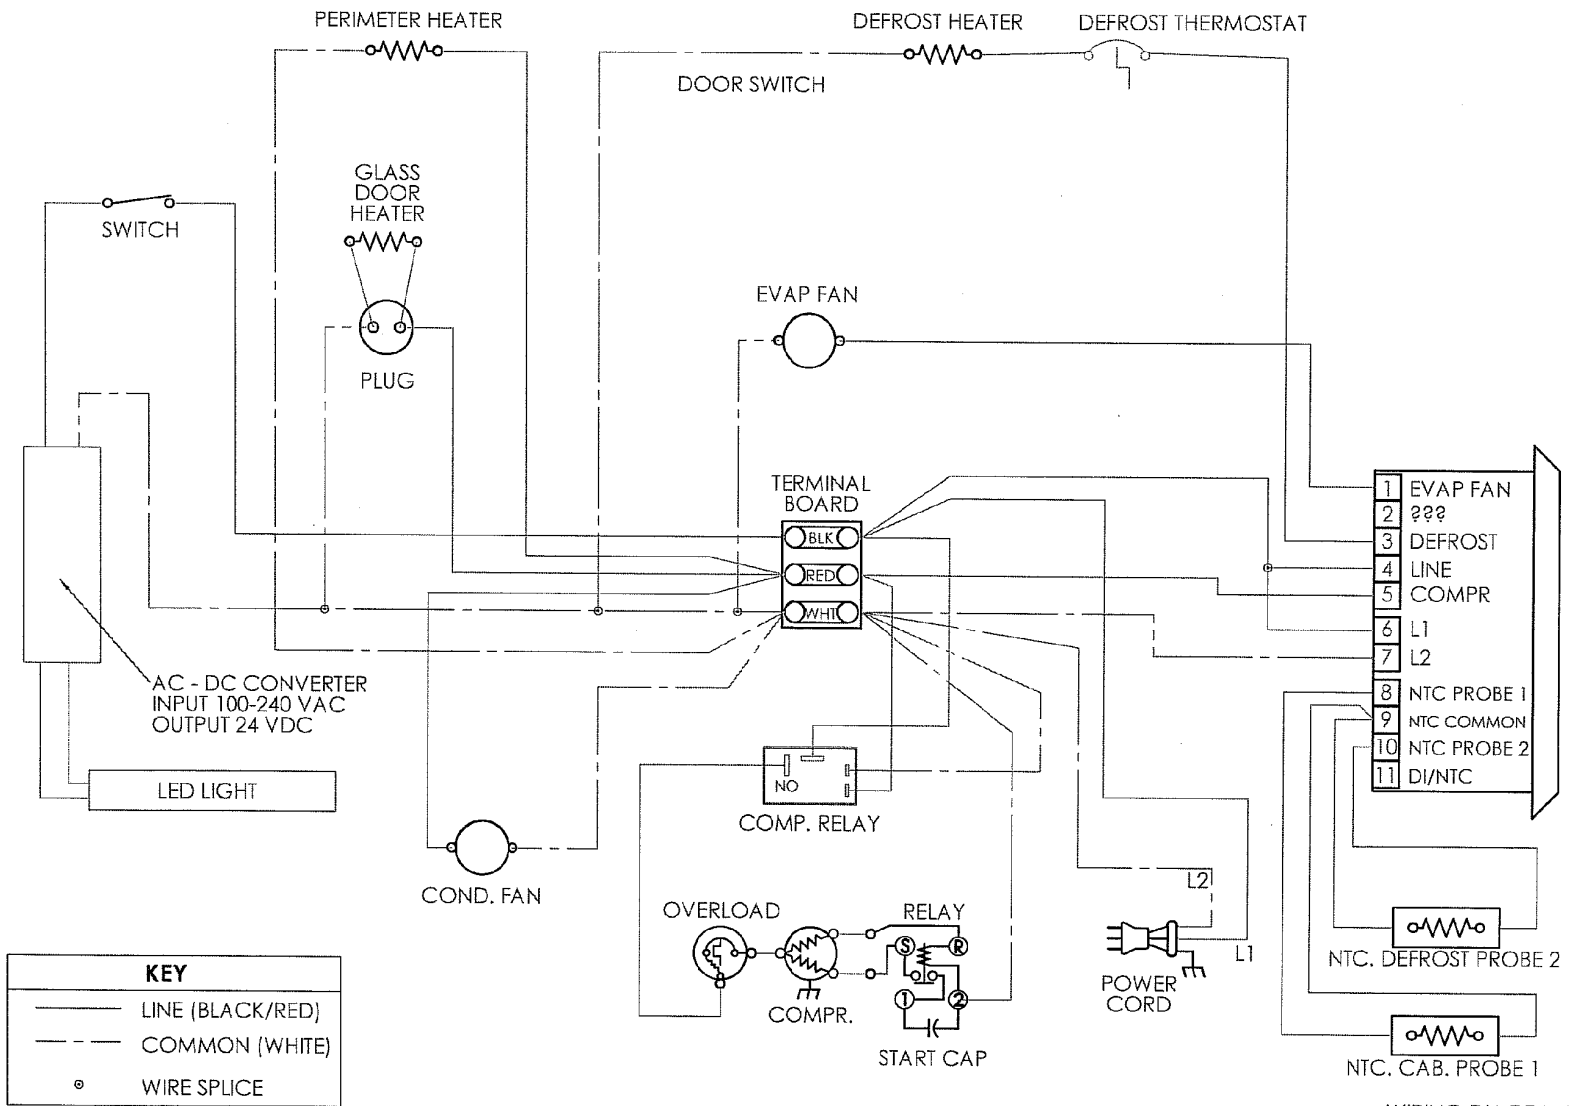 PERIMETER HEATER
DEFROST HEATER
DEFROST THERMOSTAT
DOOR SWITCH
GLASS
DOOR
HEATER
SWITCH
PLUG
EVAP FAN
TERMINAL
BOARD
BLK
RED
WHT
1 EVAP FAN
2 ???
3 DEFROST
4 LINE
5 COMPR
6 L1
7 L2
8 NTC PROBE 1
9 NTC COMMON
10 NTC PROBE 2
11 DI/NTC
AC - DC CONVERTER
INPUT 100-240 VAC
OUTPUT 24 VDC
LED LIGHT
NO
COMP. RELAY
COND. FAN
OVERLOAD
RELAY
S
R
1
2
COMPR.
START CAP
L2
L1
POWER
CORD
NTC. DEFROST PROBE 2
NTC. CAB. PROBE 1
KEY
LINE (BLACK/RED)
COMMON (WHITE)
WIRE SPLICE